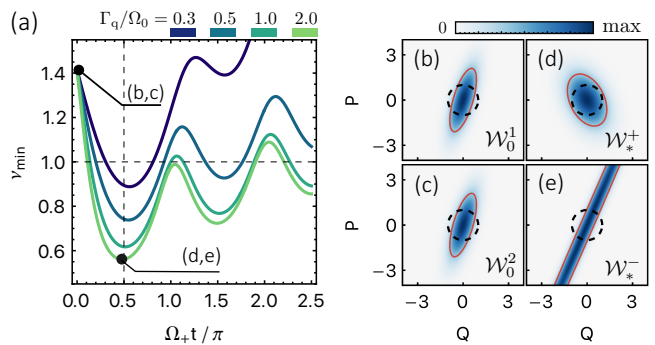 (a)
Γq/Ω0 = 0.3 0.5 1.0 2.0
1.4
1.2
1.0
0.8
0.6
νmin
(b,c)
(d,e)
0.0 0.5 1.0 1.5 2.0 2.5
Ω+t / π
0 max
3
0
−3
P
(b)
𝒲₀¹
(d)
𝒲*⁺
3
0
−3
P
(c)
𝒲₀²
(e)
𝒲*⁻
−3 0 3
−3 0 3
Q
Q